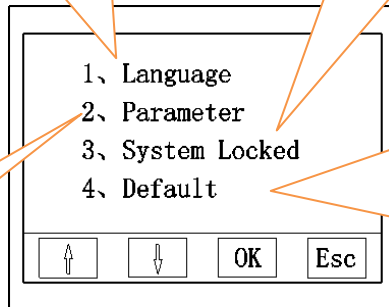 1、Language
2、Parameter
3、System Locked
4、Default
⇧ ⇩ OK Esc